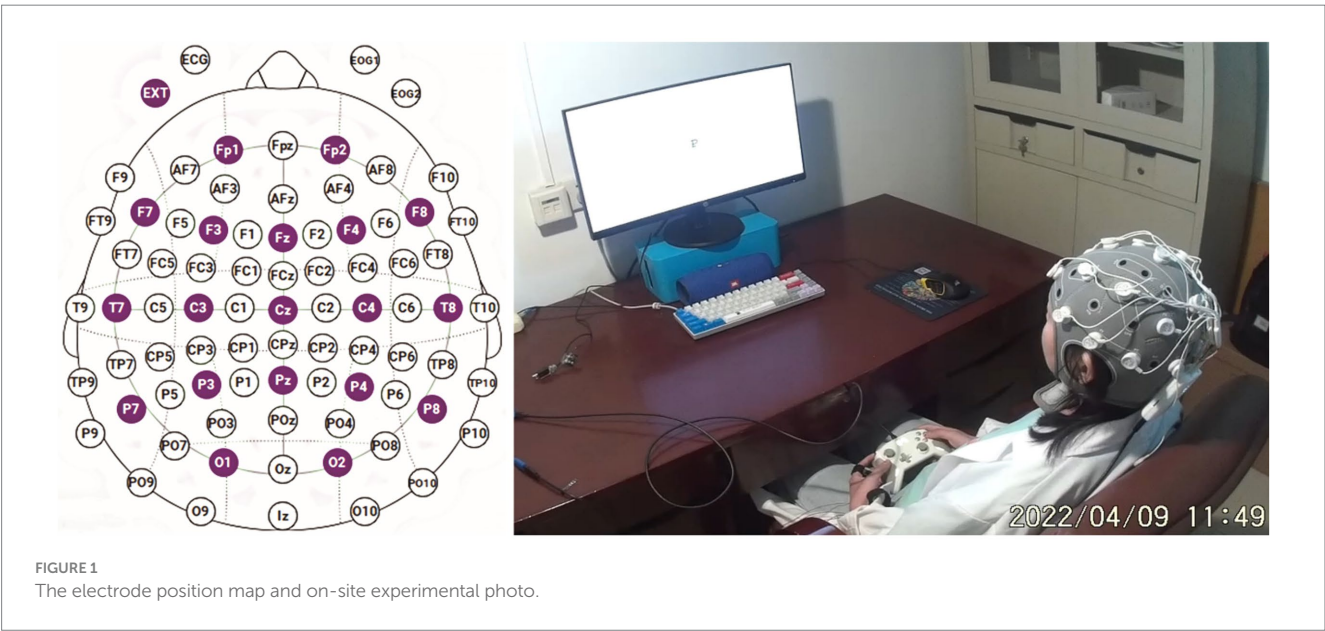 ECG EOG1
EXT EOG2
Fp1 Fpz Fp2
AF7 AF8
F9 AF3 AFz AF4 F10
F7 F5 F3 F1 Fz F2 F4 F6 F8
FT9 FT10
FT7 FC5 FC3 FC1 FCz FC2 FC4 FC6 FT8
T9 T7 C5 C3 C1 Cz C2 C4 C6 T8 T10
TP7 CP5 CP3 CP1 CPz CP2 CP4 CP6 TP8
TP9 P5 P3 P1 Pz P2 P4 P6 TP10
P7 P8
P9 PO3 POz PO4 P10
PO7 PO8
O1 Oz O2
PO9 PO10
O9 Iz O10
P
JBL
2022/04/09 11:49
FIGURE 1
The electrode position map and on-site experimental photo.